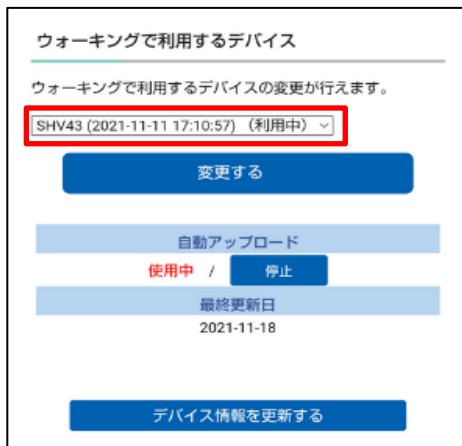 ウォーキングで利用するデバイス
ウォーキングで利用するデバイスの変更が行えます。
SHV43 (2021-11-11 17:10:57) (利用中)
変更する
自動アップロード
使用中 / 停止
最終更新日
2021-11-18
デバイス情報を更新する